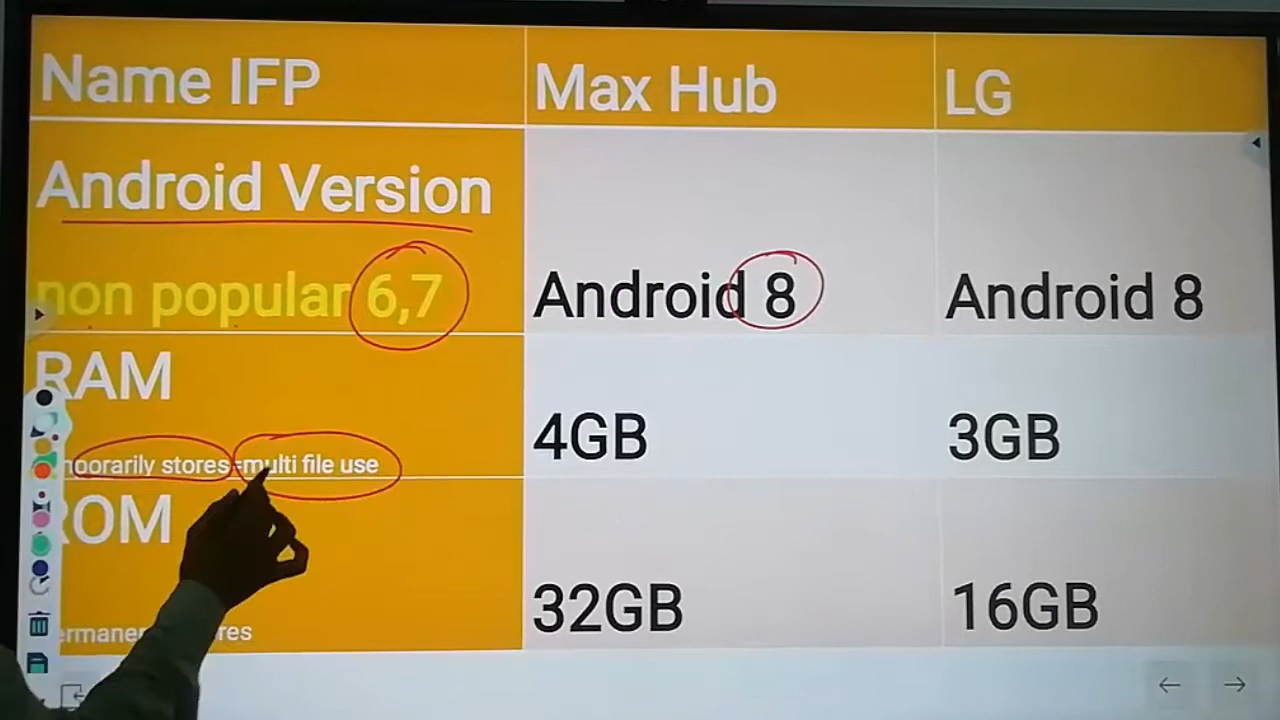 Name IFP Max Hub LG
Android Version
non popular 6,7 Android 8 Android 8
RAM
4GB 3GB
stores=multi file use
ROM
32GB 16GB